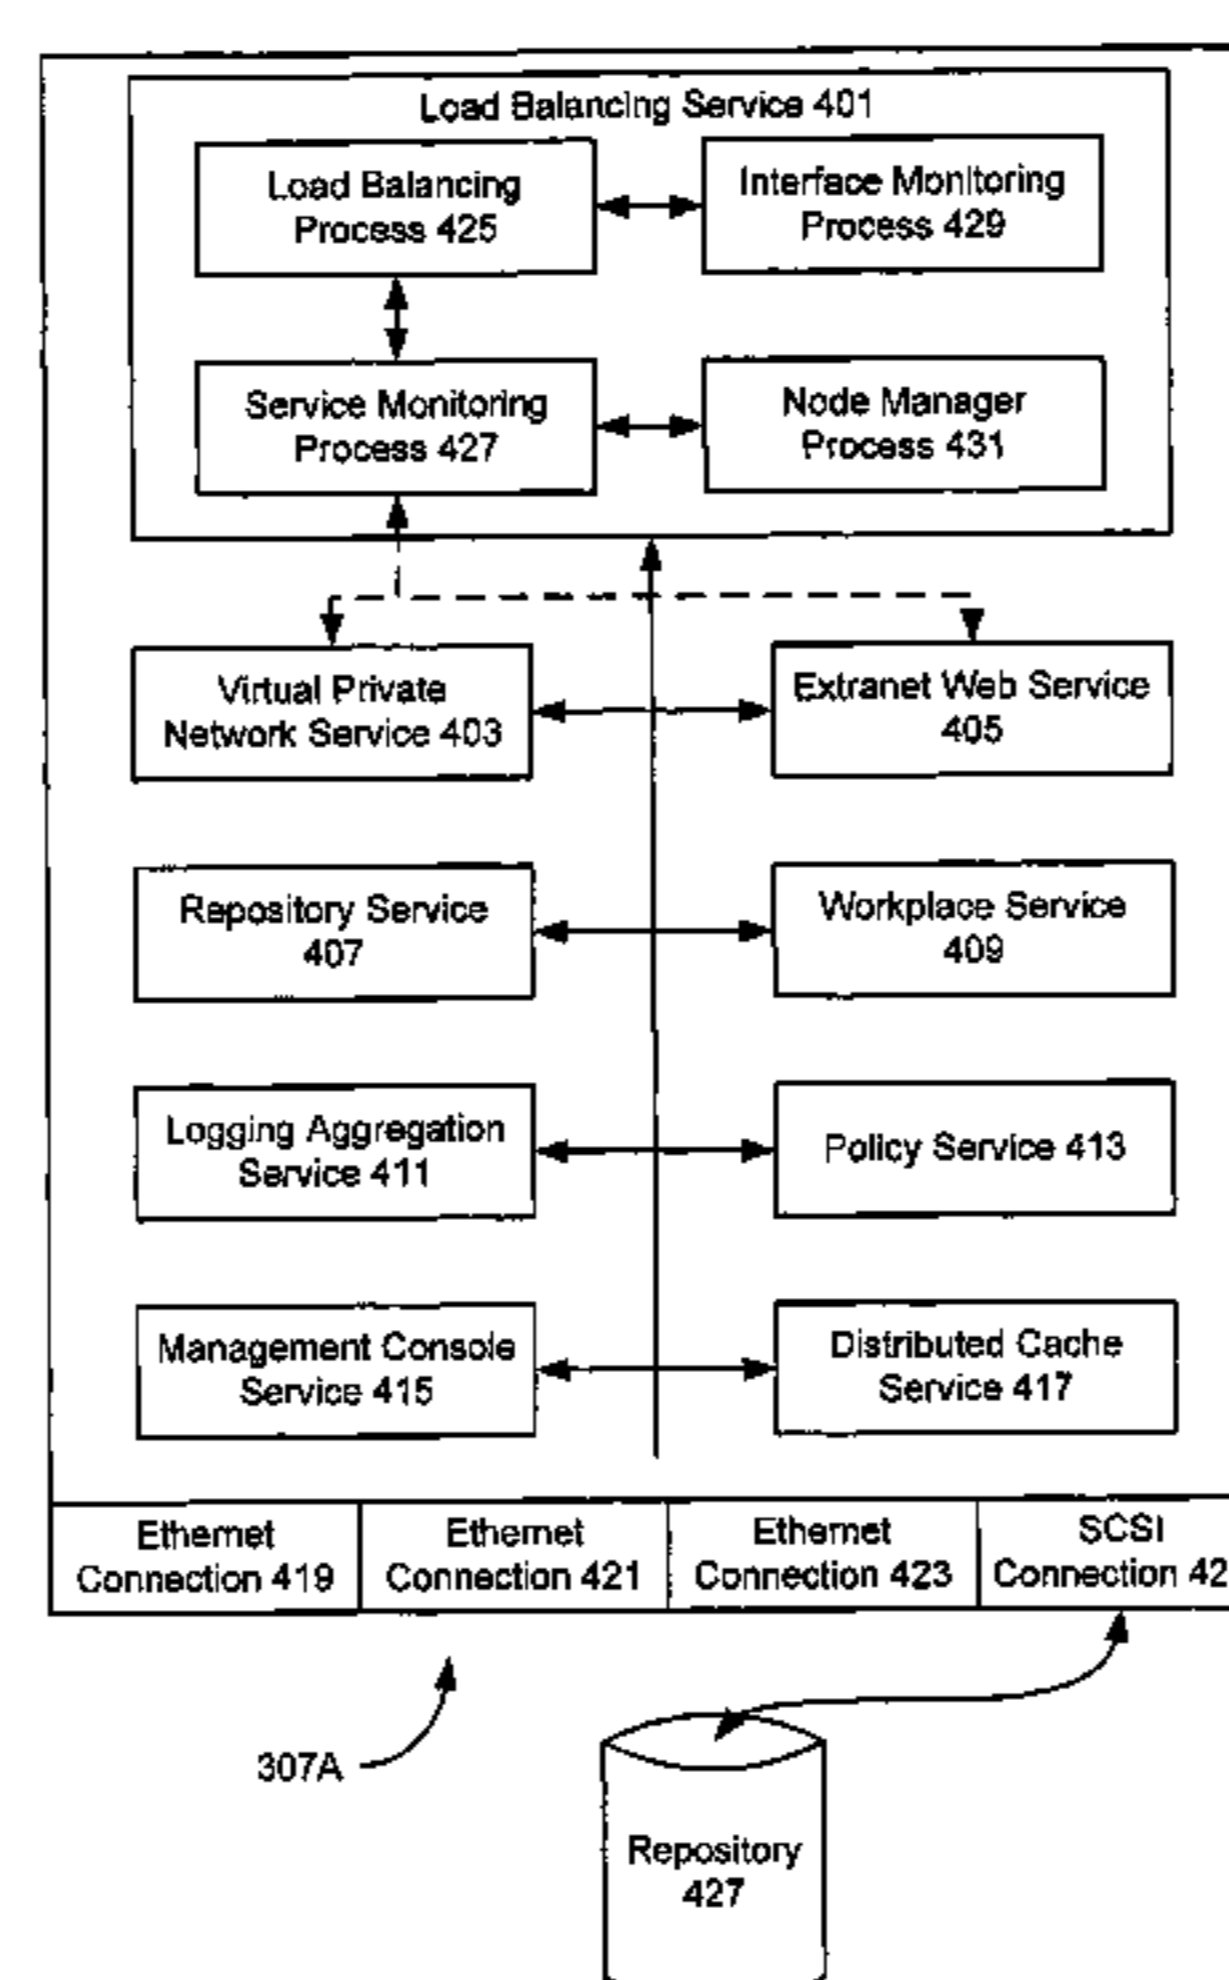 Load Balancing Service 401
Load Balancing
Process 425
Interface Monitoring
Process 429
Service Monitoring
Process 427
Node Manager
Process 431
Virtual Private
Network Service 403
Extranet Web Service
405
Repository Service
407
Workplace Service
409
Logging Aggregation
Service 411
Policy Service 413
Management Console
Service 415
Distributed Cache
Service 417
Ethernet
Connection 419
Ethernet
Connection 421
Ethernet
Connection 423
SCSI
Connection 42
307A
Repository
427